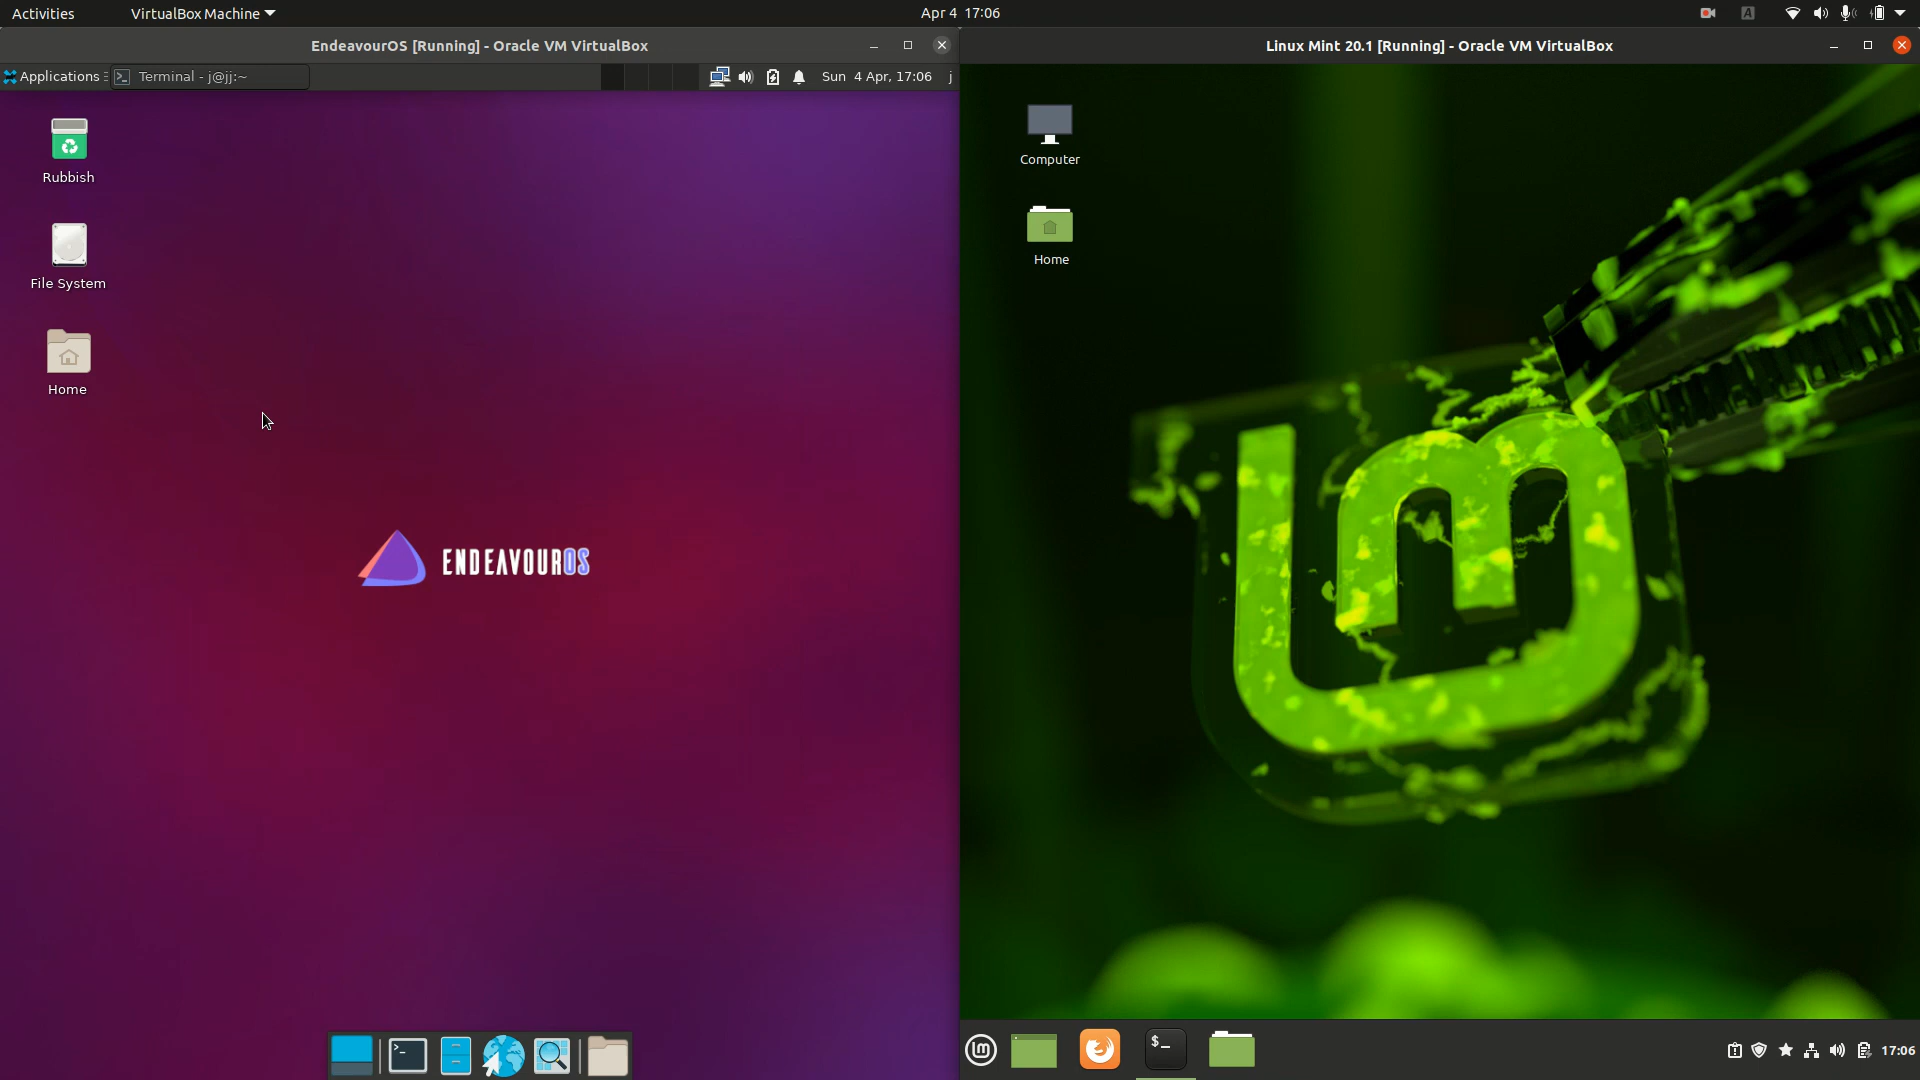 Activities
VirtualBox Machine
Apr 4 17:06
A
EndeavourOS [Running] - Oracle VM VirtualBox
Applications
Terminal - j@jj:~
Sun 4 Apr, 17:06
j
Rubbish
File System
Home
ENDEAVOUROS
>_
Linux Mint 20.1 [Running] - Oracle VM VirtualBox
Computer
Home
$_
17:06